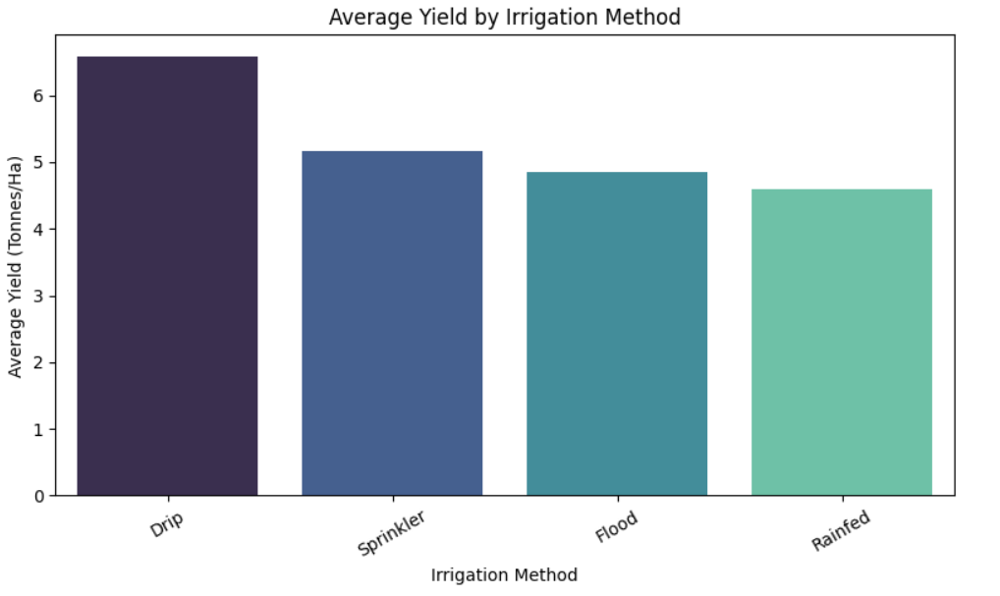 Average Yield by Irrigation Method
Average Yield (Tonnes/Ha)
6
5
4
3
2
1
0
Drip
Sprinkler
Flood
Rainfed
Irrigation Method